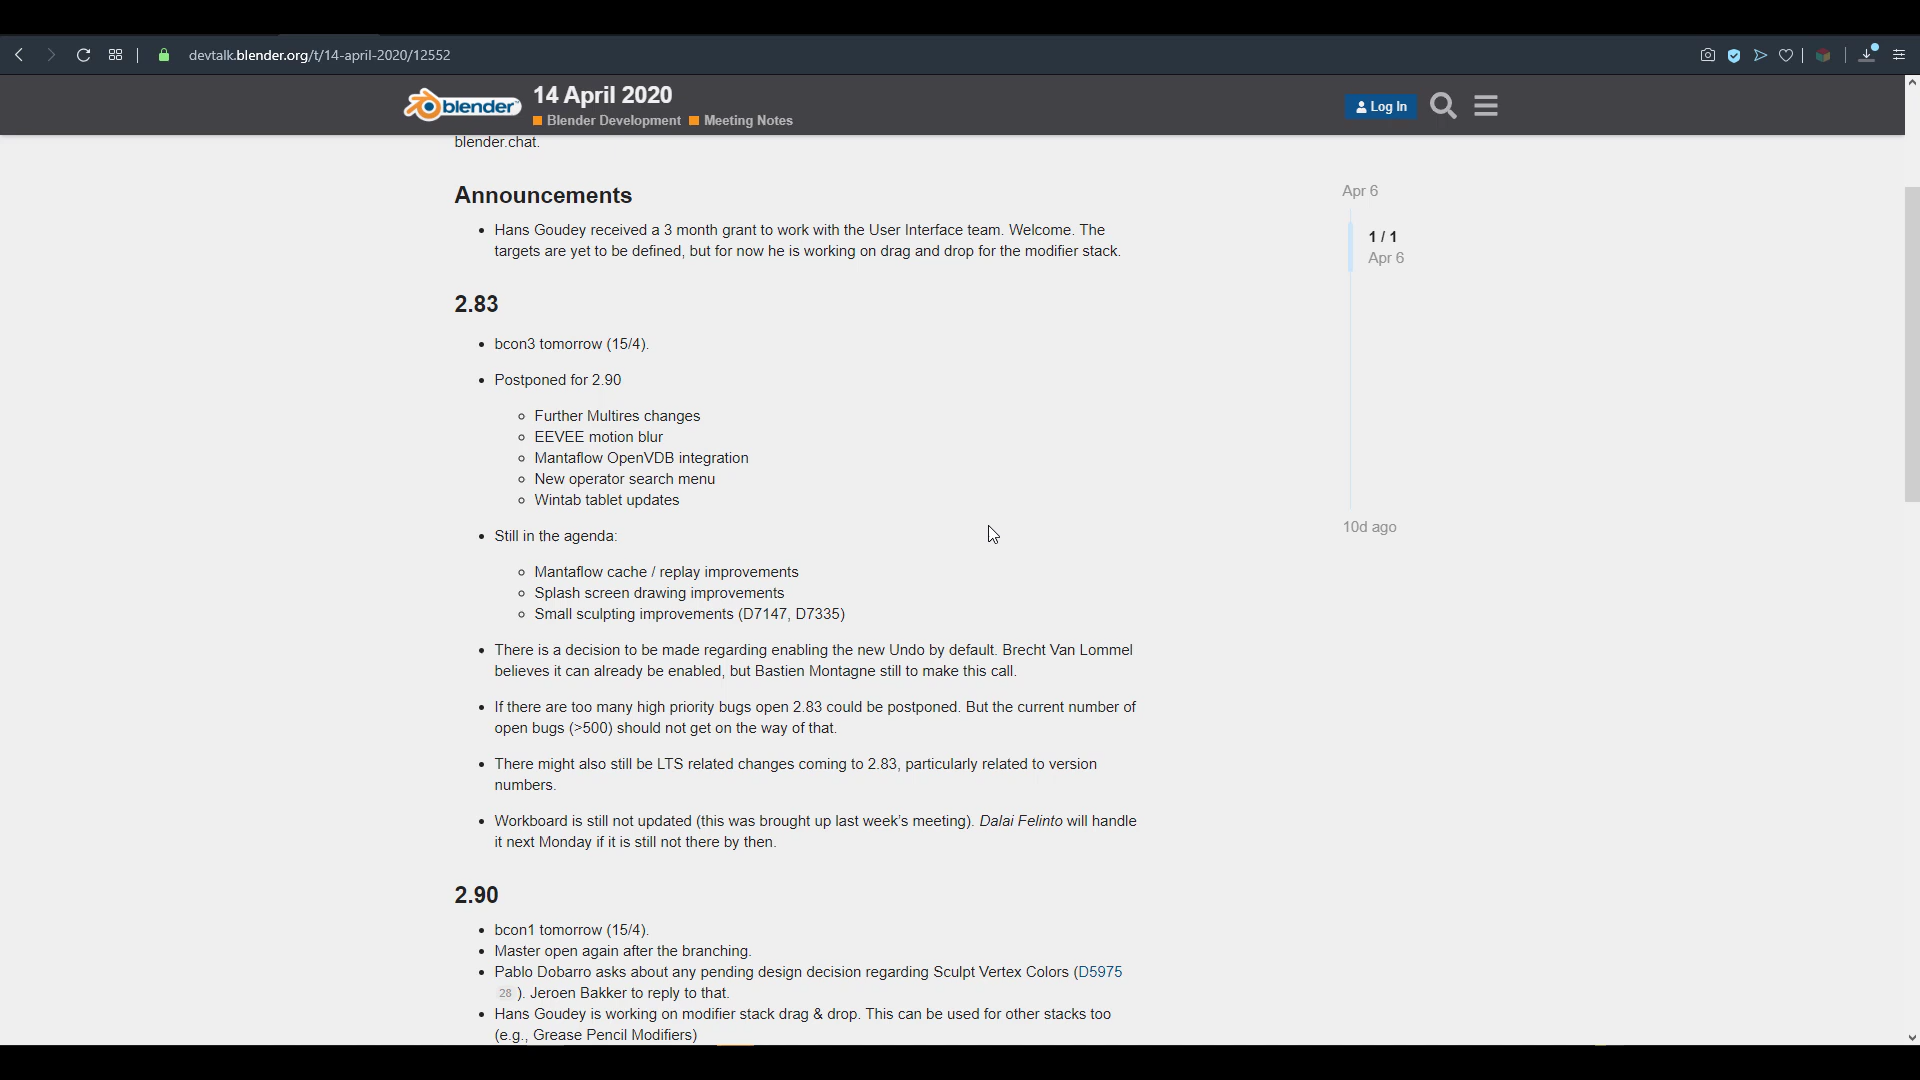 devtalk.blender.org/t/14-april-2020/12552
blender
14 April 2020
Blender Development Meeting Notes
Log In
blender.chat.
Announcements
Apr 6
• Hans Goudey received a 3 month grant to work with the User Interface team. Welcome. The
targets are yet to be defined, but for now he is working on drag and drop for the modifier stack.
1 / 1
Apr 6
2.83
• bcon3 tomorrow (15/4).
• Postponed for 2.90
◦ Further Multires changes
◦ EEVEE motion blur
◦ Mantaflow OpenVDB integration
◦ New operator search menu
◦ Wintab tablet updates
10d ago
• Still in the agenda:
◦ Mantaflow cache / replay improvements
◦ Splash screen drawing improvements
◦ Small sculpting improvements (D7147, D7335)
• There is a decision to be made regarding enabling the new Undo by default. Brecht Van Lommel
believes it can already be enabled, but Bastien Montagne still to make this call.
• If there are too many high priority bugs open 2.83 could be postponed. But the current number of
open bugs (>500) should not get on the way of that.
• There might also still be LTS related changes coming to 2.83, particularly related to version
numbers.
• Workboard is still not updated (this was brought up last week’s meeting). Dalai Felinto will handle
it next Monday if it is still not there by then.
2.90
• bcon1 tomorrow (15/4).
• Master open again after the branching.
• Pablo Dobarro asks about any pending design decision regarding Sculpt Vertex Colors (D5975
28 ). Jeroen Bakker to reply to that.
• Hans Goudey is working on modifier stack drag & drop. This can be used for other stacks too
(e.g., Grease Pencil Modifiers)